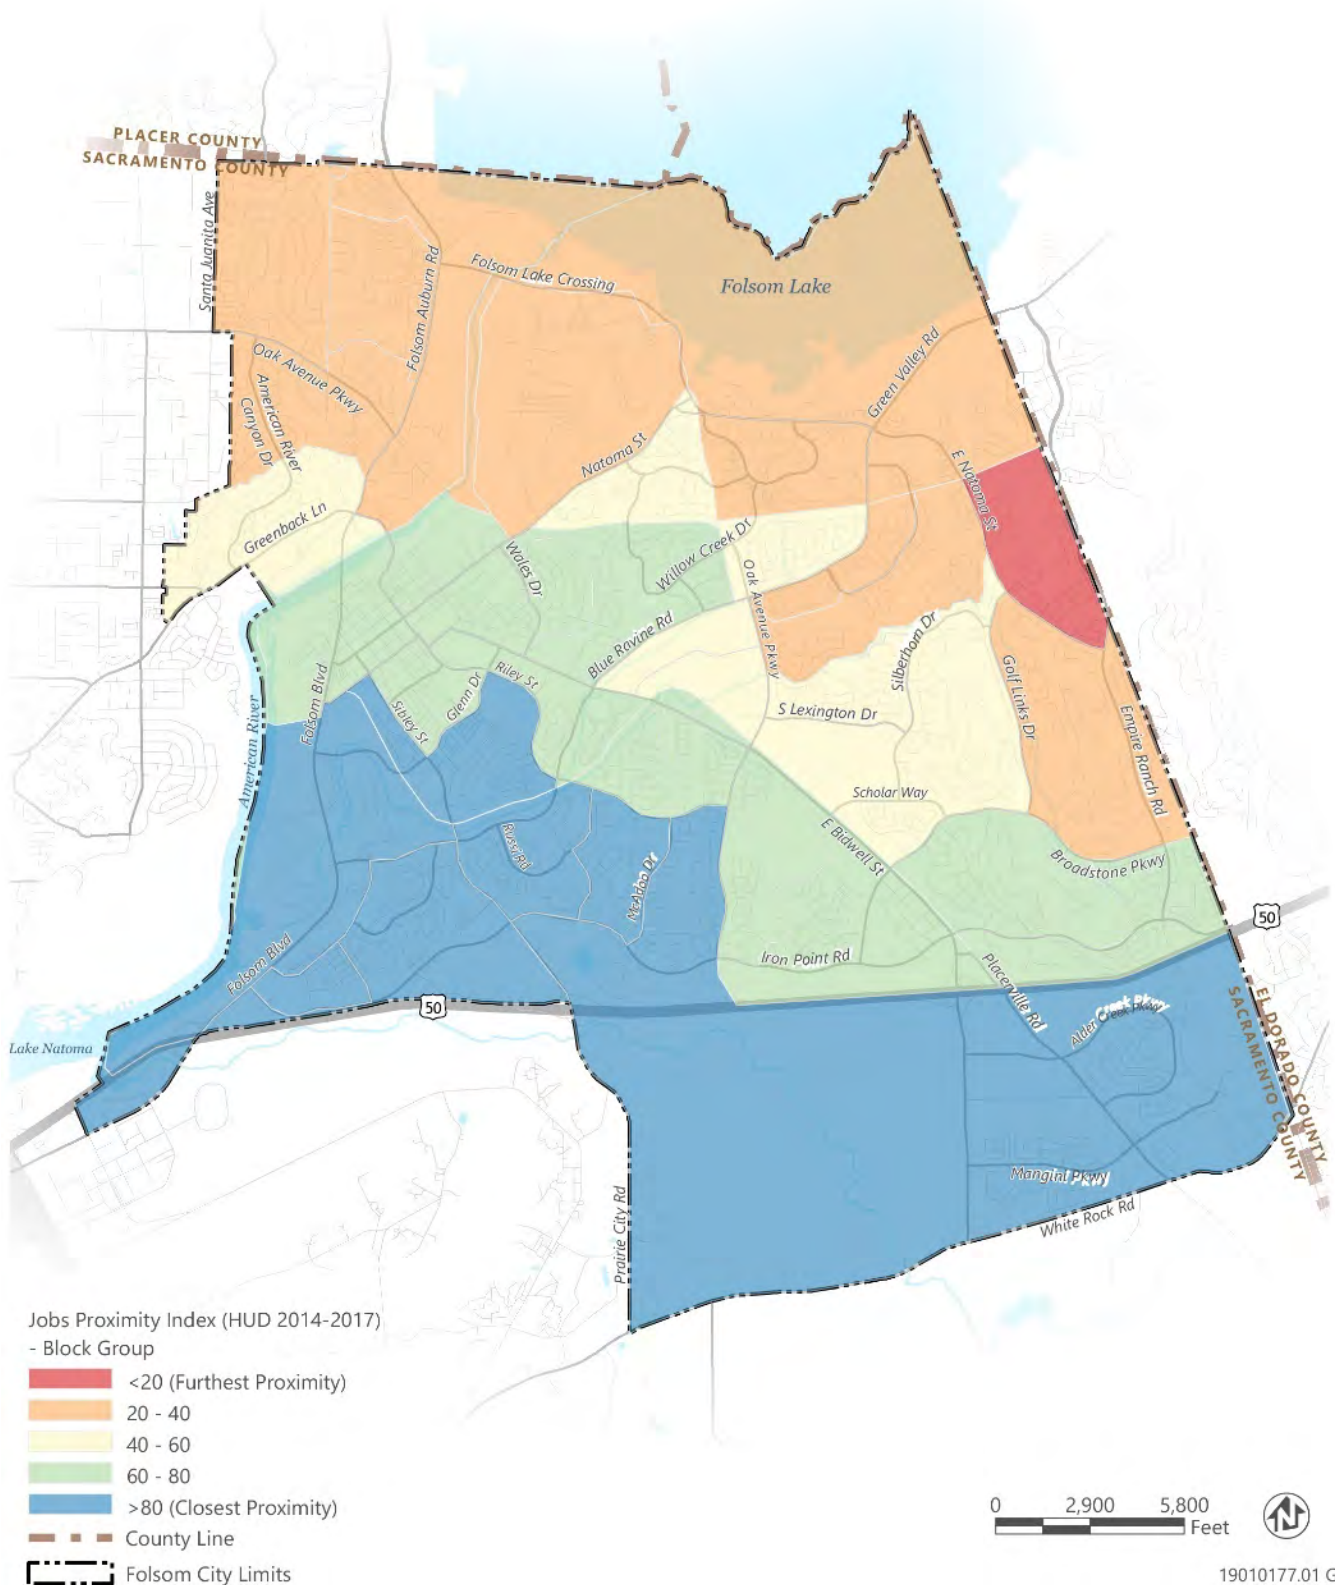 PLACER COUNTY
SACRAMENTO COUNTY
Santa Juanita Ave
Folsom Auburn Rd
Folsom Lake Crossing
Folsom Lake
Green Valley Rd
Oak Avenue Pkwy
American River
Canyon Dr
Natoma St
E Natoma St
Greenback Ln
Wales Dr
Willow Creek Dr
Oak Avenue Pkwy
Blue Ravine Rd
Silberhorn Dr
Golf Links Dr
Empire Ranch Rd
Folsom Blvd
Riley St
Glenn Dr
Sibley St
S Lexington Dr
American River
Scholar Way
E Bidwell St
Broadstone Pkwy
Russi Rd
McAdoo Dr
50
Iron Point Rd
Folsom Blvd
Placerville Rd
50
Alder Creek Pkwy
EL DORADO COUNTY
SACRAMENTO COUNTY
Lake Natoma
Mangini Pkwy
White Rock Rd
Prairie City Rd
Jobs Proximity Index (HUD 2014-2017)
- Block Group
<20 (Furthest Proximity)
20 - 40
40 - 60
60 - 80
>80 (Closest Proximity)
County Line
Folsom City Limits
0 2,900 5,800
Feet
N
19010177.01 G